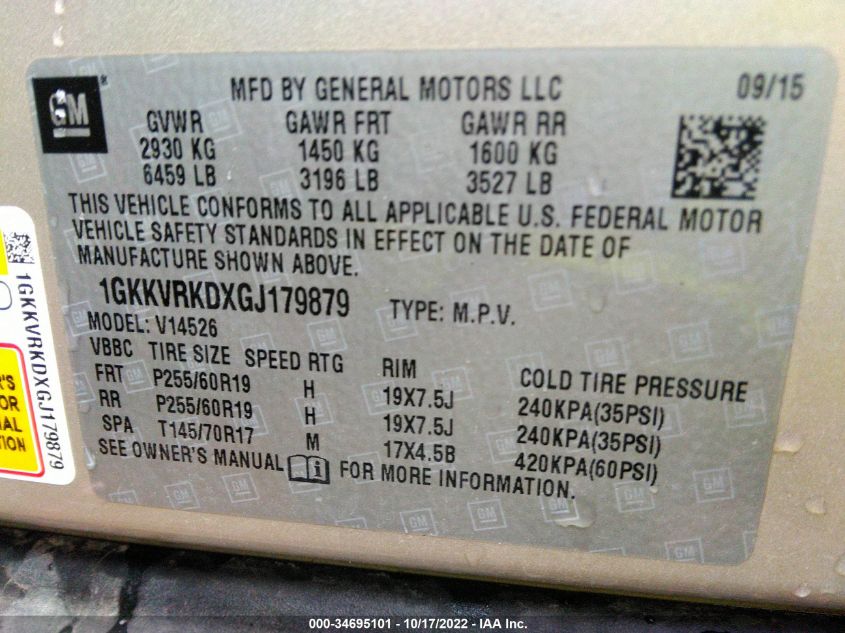 GM
®
MFD BY GENERAL MOTORS LLC 09/15
GVWR GAWR FRT GAWR RR
2930 KG 1450 KG 1600 KG
6459 LB 3196 LB 3527 LB
THIS VEHICLE CONFORMS TO ALL APPLICABLE U.S. FEDERAL MOTOR
VEHICLE SAFETY STANDARDS IN EFFECT ON THE DATE OF
MANUFACTURE SHOWN ABOVE.
1GKKVRKDXGJ179879 TYPE: M.P.V.
MODEL: V14526
VBBC TIRE SIZE SPEED RTG RIM COLD TIRE PRESSURE
FRT P255/60R19 H 19X7.5J 240KPA(35PSI)
RR P255/60R19 H 19X7.5J 240KPA(35PSI)
SPA T145/70R17 M 17X4.5B 420KPA(60PSI)
SEE OWNER'S MANUAL i FOR MORE INFORMATION.
1GKKVRKDXGJ179879
000-34695101 - 10/17/2022 - IAA Inc.